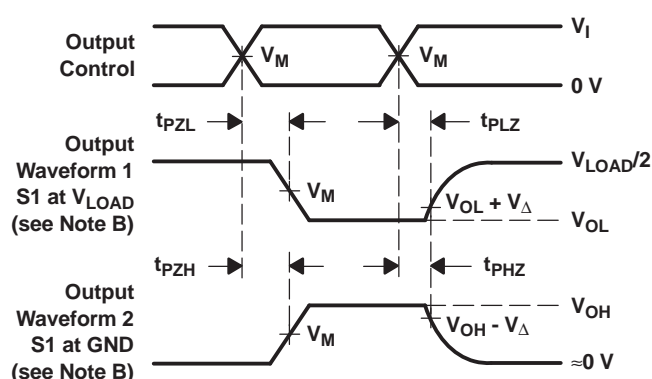 Output
Control
V_M
V_M
V_I
0 V
t_PZL
t_PLZ
Output
Waveform 1
S1 at V_LOAD
(see Note B)
V_M
V_LOAD/2
V_OL + V_Δ
V_OL
t_PZH
t_PHZ
Output
Waveform 2
S1 at GND
(see Note B)
V_M
V_OH
V_OH - V_Δ
≈0 V